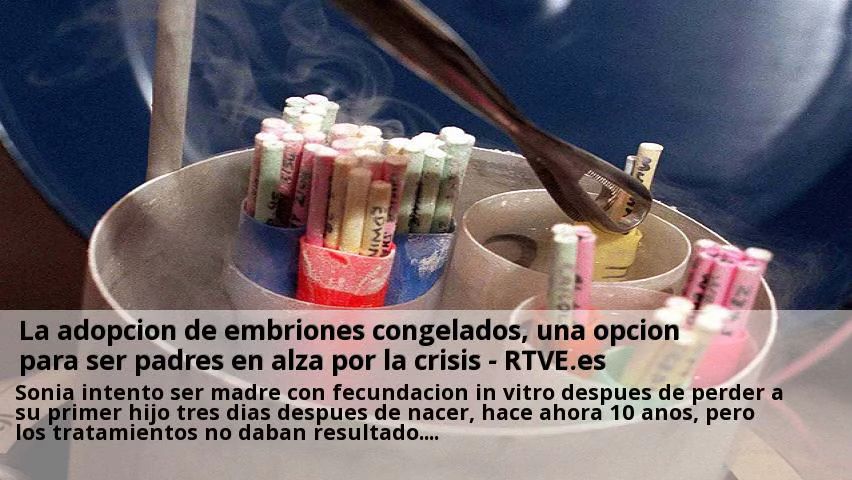 EDWIN
La adopcion de embriones congelados, una opcion
para ser padres en alza por la crisis - RTVE.es
Sonia intento ser madre con fecundacion in vitro despues de perder a
su primer hijo tres dias despues de nacer, hace ahora 10 anos, pero
los tratamientos no daban resultado....